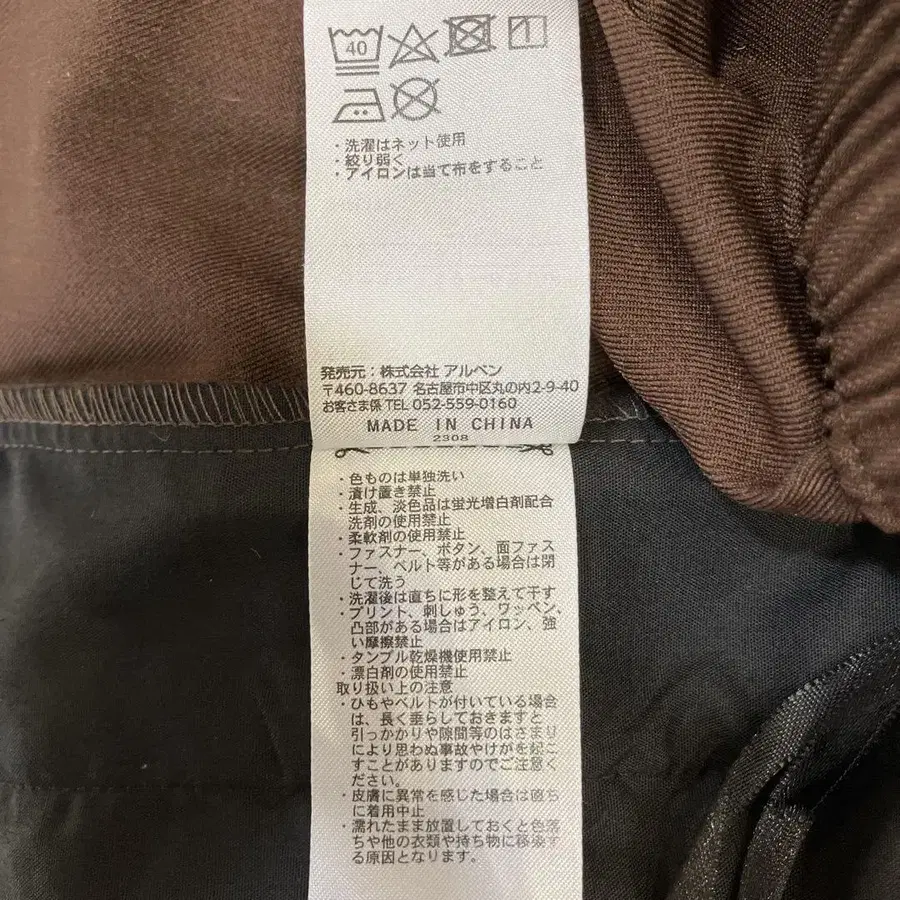 40
・洗濯はネット使用
・絞り弱く
・アイロンは当て布をすること
発売元：株式会社 アルペン
〒460-8637 名古屋市中区丸の内2-9-40
お客さま係 TEL 052-559-0160
MADE IN CHINA
2308
・色ものは単独洗い
・漬け置き禁止
・生成、淡色品は蛍光増白剤配合
洗剤の使用禁止
・柔軟剤の使用禁止
・ファスナー、ボタン、面ファス
ナー、ベルト等がある場合は閉
じて洗う
・洗濯後は直ちに形を整えて干す
・プリント、刺しゅう、ワッペン、
凸部がある場合はアイロン、強
い摩擦禁止
・タンブル乾燥機使用禁止
・漂白剤の使用禁止
取り扱い上の注意
・ひもやベルトが付いている場合
は、長く垂らしておきますと
引っかかりや隙間等のはさまり
により思わぬ事故やけがを起こ
すことがありますのでご注意く
ださい。
・皮膚に異常を感じた場合は直ち
に着用中止
・濡れたまま放置しておくと色落
ちや他の衣類や持ち物に移染す
る原因となります。